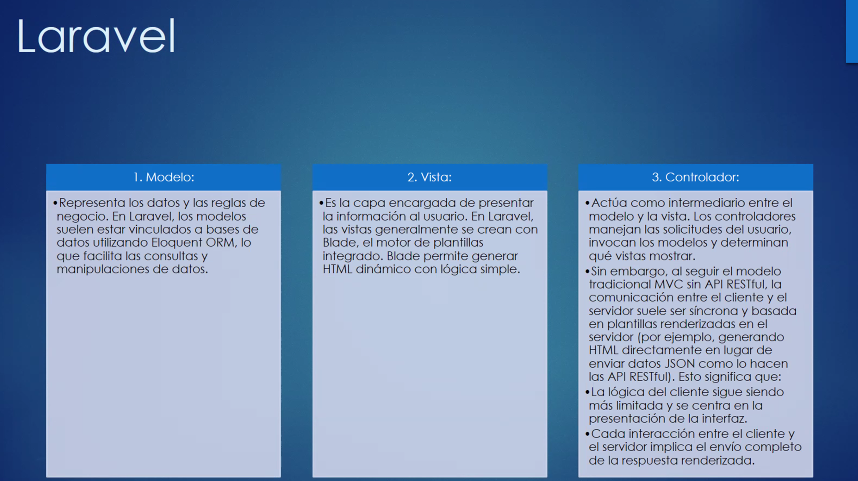 Laravel
1. Modelo:
•Representa los datos y las reglas de
negocio. En Laravel, los modelos
suelen estar vinculados a bases de
datos utilizando Eloquent ORM, lo
que facilita las consultas y
manipulaciones de datos.
2. Vista:
•Es la capa encargada de presentar
la información al usuario. En Laravel,
las vistas generalmente se crean con
Blade, el motor de plantillas
integrado. Blade permite generar
HTML dinámico con lógica simple.
3. Controlador:
•Actúa como intermediario entre el
modelo y la vista. Los controladores
manejan las solicitudes del usuario,
invocan los modelos y determinan
qué vistas mostrar.
•Sin embargo, al seguir el modelo
tradicional MVC sin API RESTful, la
comunicación entre el cliente y el
servidor suele ser síncrona y basada
en plantillas renderizadas en el
servidor (por ejemplo, generando
HTML directamente en lugar de
enviar datos JSON como lo hacen
las API RESTful). Esto significa que:
•La lógica del cliente sigue siendo
más limitada y se centra en la
presentación de la interfaz.
•Cada interacción entre el cliente y
el servidor implica el envío completo
de la respuesta renderizada.